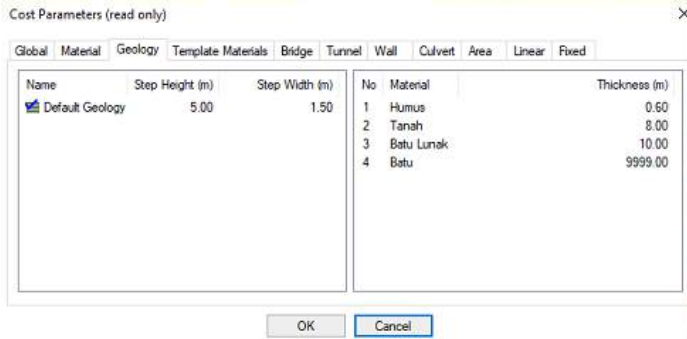 Cost Parameters (read only)
Global Material Geology Template Materials Bridge Tunnel Wall Culvert Area Linear Fixed
Name Step Height (m) Step Width (m)
Default Geology 5.00 1.50
No Material Thickness (m)
1 Humus 0.60
2 Tanah 8.00
3 Batu Lunak 10.00
4 Batu 9999.00
OK Cancel